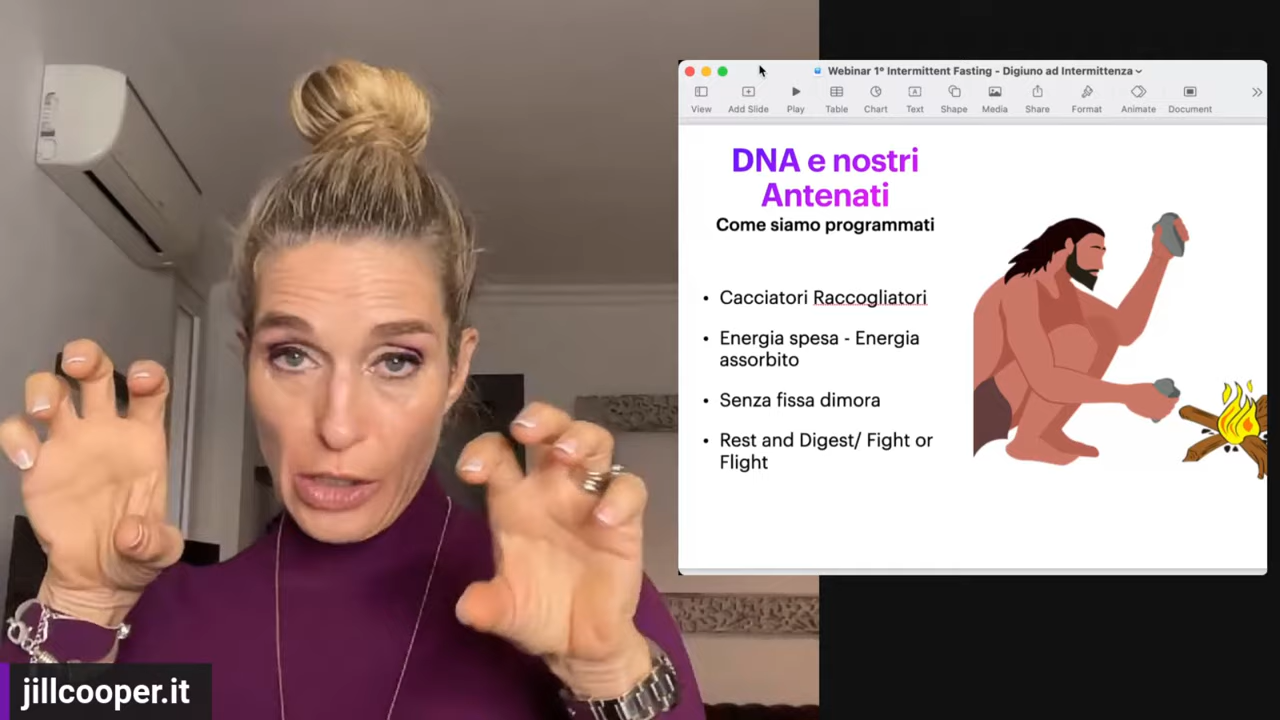 Webinar 1° Intermittent Fasting - Digiuno ad Intermittenza
View
Add Slide
Play
Table
Chart
Text
Shape
Media
Share
Format
Animate
Document
DNA e nostri
Antenati
Come siamo programmati
• Cacciatori Raccogliatori
• Energia spesa - Energia
assorbito
• Senza fissa dimora
• Rest and Digest/ Fight or
Flight
jillcooper.it